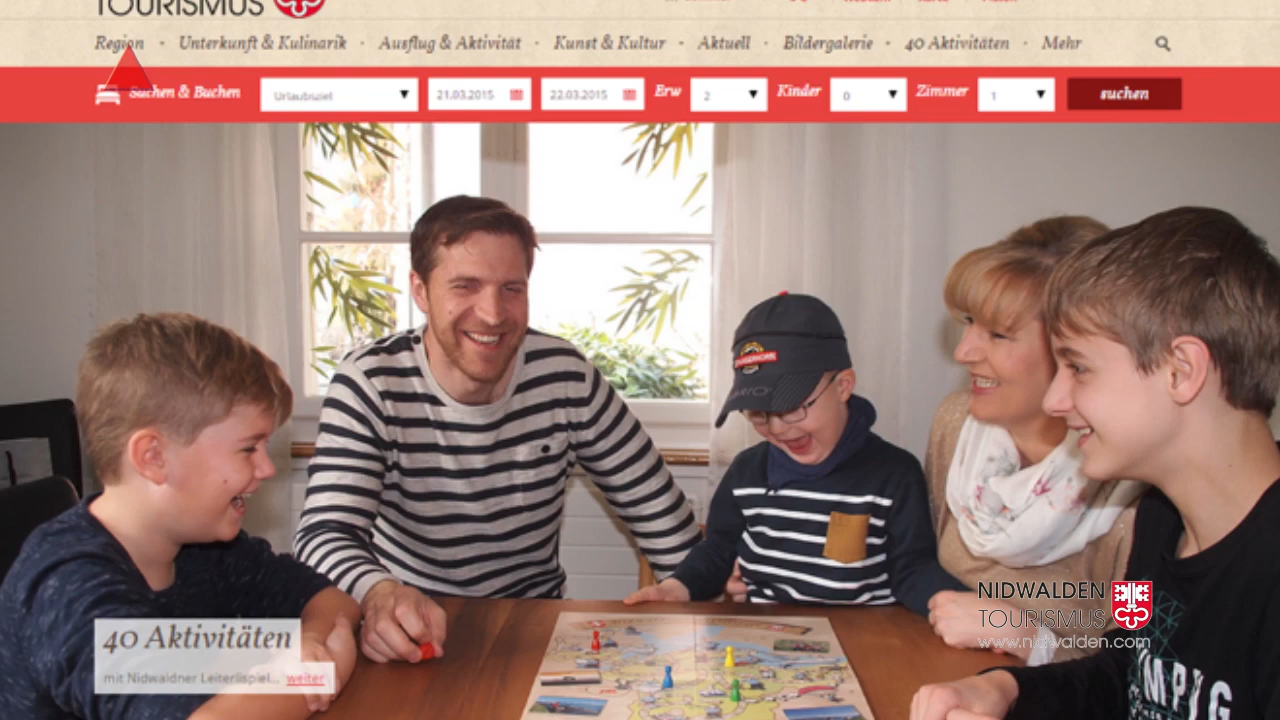 TOURISMUS
Region · Unterkunft & Kulinarik · Ausflug & Aktivität · Kunst & Kultur · Aktuell · Bildergalerie · 40 Aktivitäten · Mehr
Suchen & Buchen Urlaubsziel 21.03.2015 22.03.2015 Erw 2 Kinder 0 Zimmer 1 suchen
NIDWALDEN
TOURISMUS
www.nidwalden.com
40 Aktivitäten
mit Nidwaldner Leiterlispiel... weiter